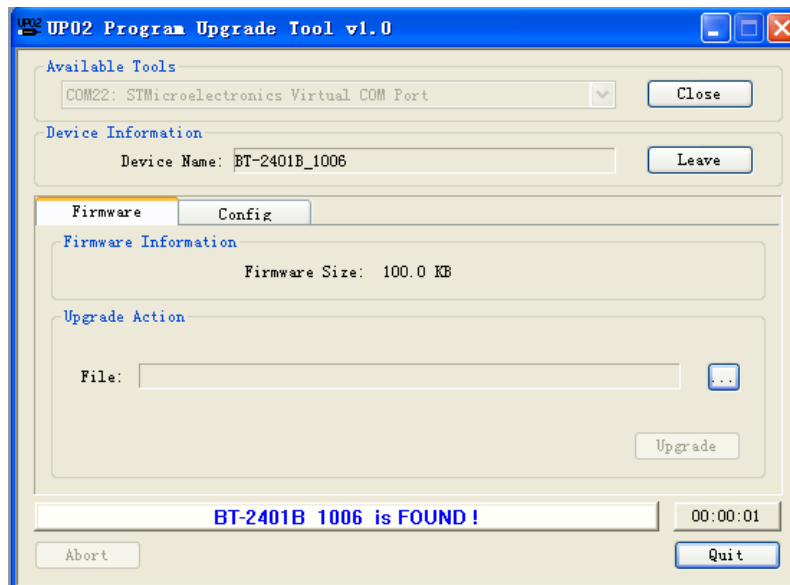 UP02 UP02 Program Upgrade Tool v1.0
Available Tools
COM22: STMicroelectronics Virtual COM Port
Close
Device Information
Device Name: BT-2401B_1006
Leave
Firmware
Config
Firmware Information
Firmware Size: 100.0 KB
Upgrade Action
File:
...
Upgrade
BT-2401B 1006 is FOUND !
00:00:01
Abort
Quit